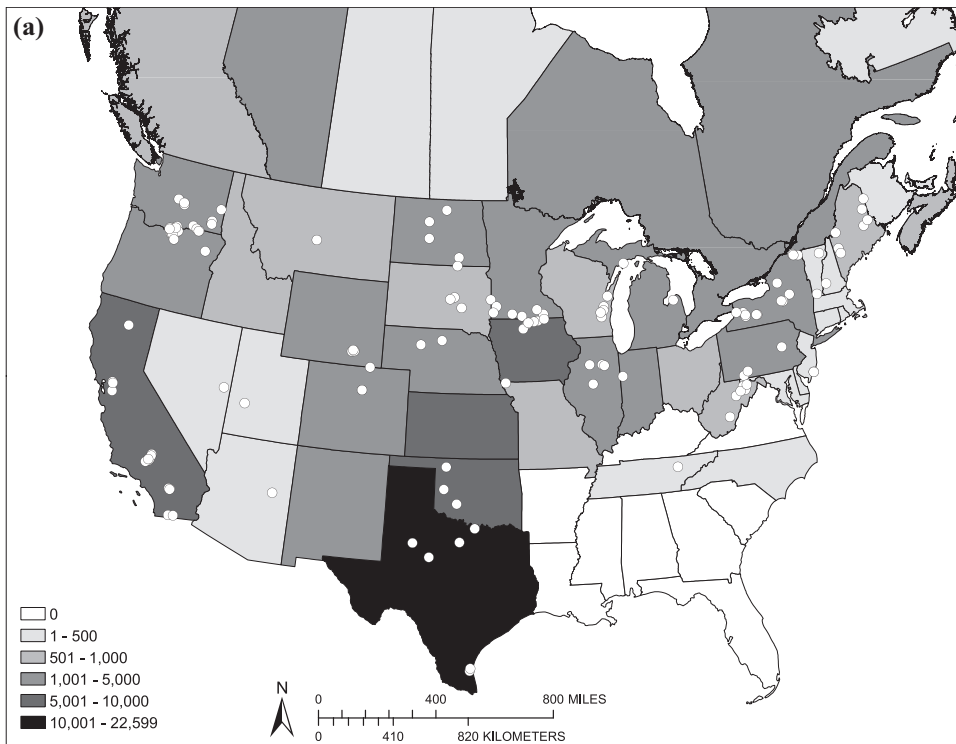 (a)
0
1 - 500
501 - 1,000
1,001 - 5,000
5,001 - 10,000
10,001 - 22,599
N
0 400 800 MILES
0 410 820 KILOMETERS